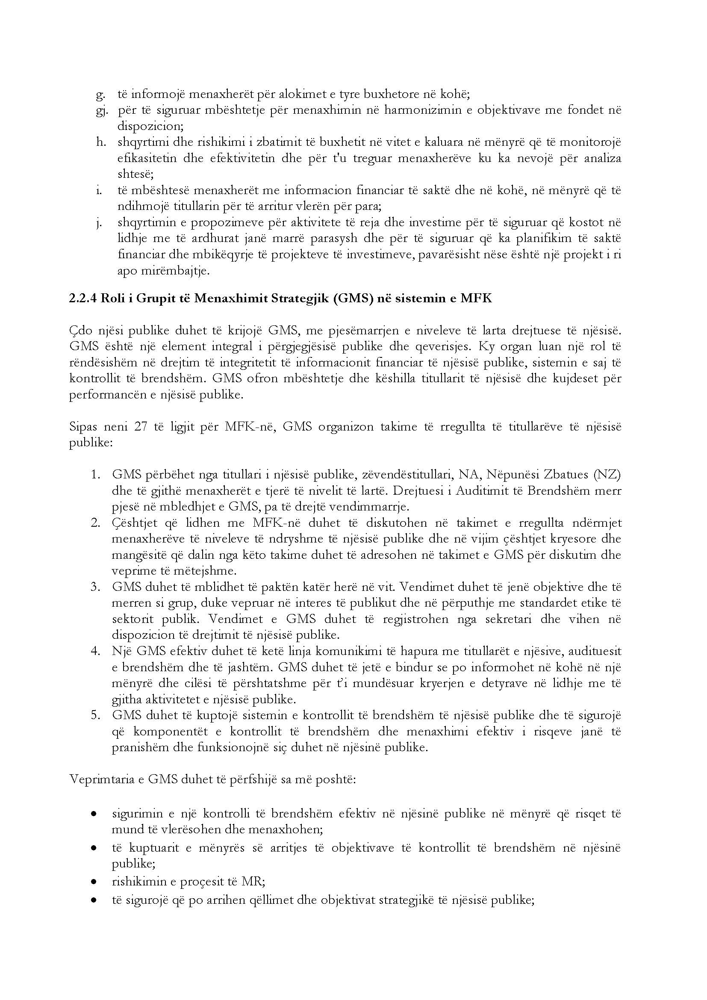 g. të informojë menaxherët për alokimet e tyre buxhetore në kohë;
gj. për të siguruar mbështetje për menaxhimin në harmonizimin e objektivave me fondet në
dispozicion;
h. shqyrtimi dhe rishikimi i zbatimit të buxhetit në vitet e kaluara në mënyrë që të monitorojë
efikasitetin dhe efektivitetin dhe për t'u treguar menaxherëve ku ka nevojë për analiza
shtesë;
i. të mbështesë menaxherët me informacion financiar të saktë dhe në kohë, në mënyrë që të
ndihmojë titullarin për të arritur vlerën për para;
j. shqyrtimin e propozimeve për aktivitete të reja dhe investime për të siguruar që kostot në
lidhje me të ardhurat janë marrë parasysh dhe për të siguruar që ka planifikim të saktë
financiar dhe mbikëqyrje të projekteve të investimeve, pavarësisht nëse është një projekt i ri
apo mirëmbajtje.
2.2.4 Roli i Grupit të Menaxhimit Strategjik (GMS) në sistemin e MFK
Çdo njësi publike duhet të krijojë GMS, me pjesëmarrjen e niveleve të larta drejtuese të njësisë.
GMS është një element integral i përgjegjësisë publike dhe qeverisjes. Ky organ luan një rol të
rëndësishëm në drejtim të integritetit të informacionit financiar të njësisë publike, sistemin e saj të
kontrollit të brendshëm. GMS ofron mbështetje dhe këshilla titullarit të njësisë dhe kujdeset për
performancën e njësisë publike.
Sipas neni 27 të ligjit për MFK-në, GMS organizon takime të rregullta të titullarëve të njësisë
publike:
1. GMS përbëhet nga titullari i njësisë publike, zëvendëstitullari, NA, Nëpunësi Zbatues (NZ)
dhe të gjithë menaxherët e tjerë të nivelit të lartë. Drejtuesi i Auditimit të Brendshëm merr
pjesë në mbledhjet e GMS, pa të drejtë vendimmarrje.
2. Çështjet që lidhen me MFK-në duhet të diskutohen në takimet e rregullta ndërmjet
menaxherëve të niveleve të ndryshme të njësisë publike dhe në vijim çështjet kryesore dhe
mangësitë që dalin nga këto takime duhet të adresohen në takimet e GMS për diskutim dhe
veprime të mëtejshme.
3. GMS duhet të mblidhet të paktën katër herë në vit. Vendimet duhet të jenë objektive dhe të
merren si grup, duke vepruar në interes të publikut dhe në përputhje me standardet etike të
sektorit publik. Vendimet e GMS duhet të regjistrohen nga sekretari dhe vihen në
dispozicion të drejtimit të njësisë publike.
4. Një GMS efektiv duhet të ketë linja komunikimi të hapura me titullarët e njësive, audituesit
e brendshëm dhe të jashtëm. GMS duhet të jetë e bindur se po informohet në kohë në një
mënyrë dhe cilësi të përshtatshme për t’i mundësuar kryerjen e detyrave në lidhje me të
gjitha aktivitetet e njësisë publike.
5. GMS duhet të kuptojë sistemin e kontrollit të brendshëm të njësisë publike dhe të sigurojë
që komponentët e kontrollit të brendshëm dhe menaxhimi efektiv i risqeve janë të
pranishëm dhe funksionojnë siç duhet në njësinë publike.
Veprimtaria e GMS duhet të përfshijë sa më poshtë:
• sigurimin e një kontrolli të brendshëm efektiv në njësinë publike në mënyrë që risqet të
mund të vlerësohen dhe menaxhohen;
• të kuptuarit e mënyrës së arritjes të objektivave të kontrollit të brendshëm në njësinë
publike;
• rishikimin e proçesit të MR;
• të sigurojë që po arrihen qëllimet dhe objektivat strategjikë të njësisë publike;